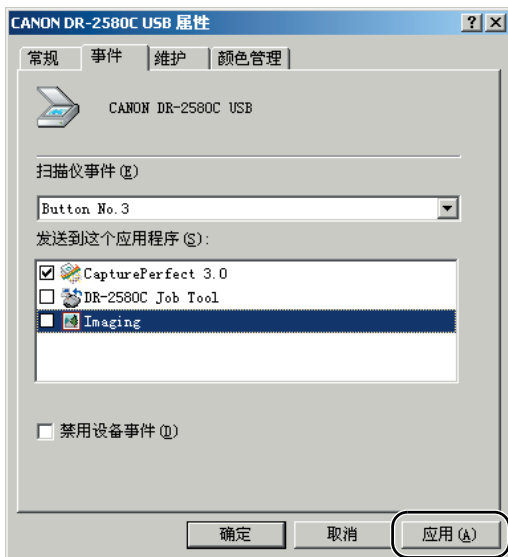 CANON DR-2580C USB 属性
常规 事件 维护 颜色管理
CANON DR-2580C USB
扫描仪事件(E)
Button No.3
发送到这个应用程序(S):
CapturePerfect 3.0
DR-2580C Job Tool
Imaging
禁用设备事件(D)
确定 取消 应用(A)